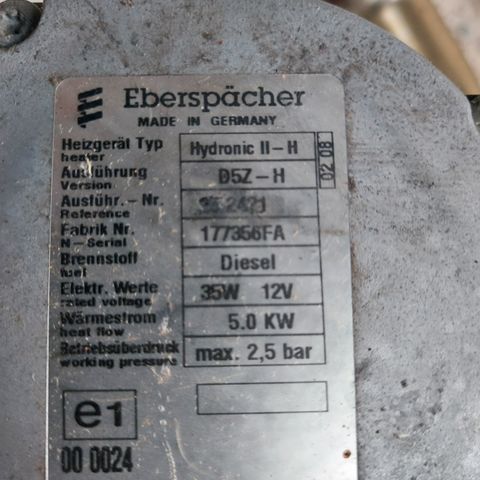 Eberspächer
MADE IN GERMANY
Heizgerät Typ Hydronic II-H
heater
Ausführung D5Z-H
Version
Ausführ.-Nr.
Reference
Fabrik Nr. 177356FA
N-Serial
Brennstoff Diesel
fuel
Elektr. Werte 35W 12V
rated voltage
Wärmestrom 5.0 KW
heat flow
Betriebsüberdruck max. 2,5 bar
working pressure
02 08
e1
00 0024